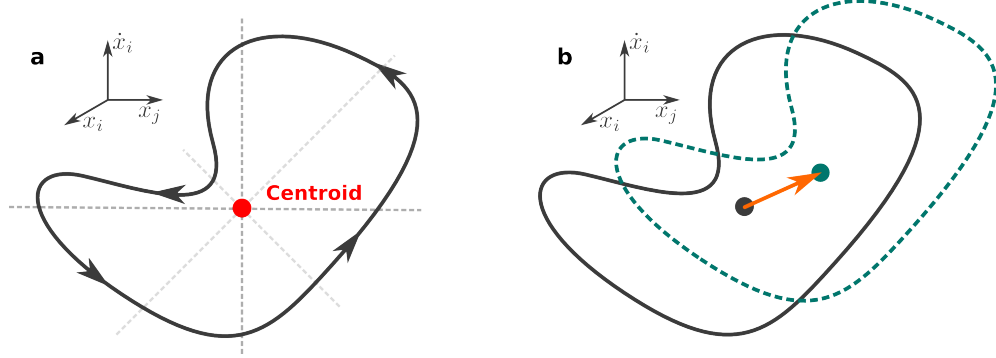 a
ẋᵢ
xⱼ
xᵢ
Centroid
b
ẋᵢ
xⱼ
xᵢ